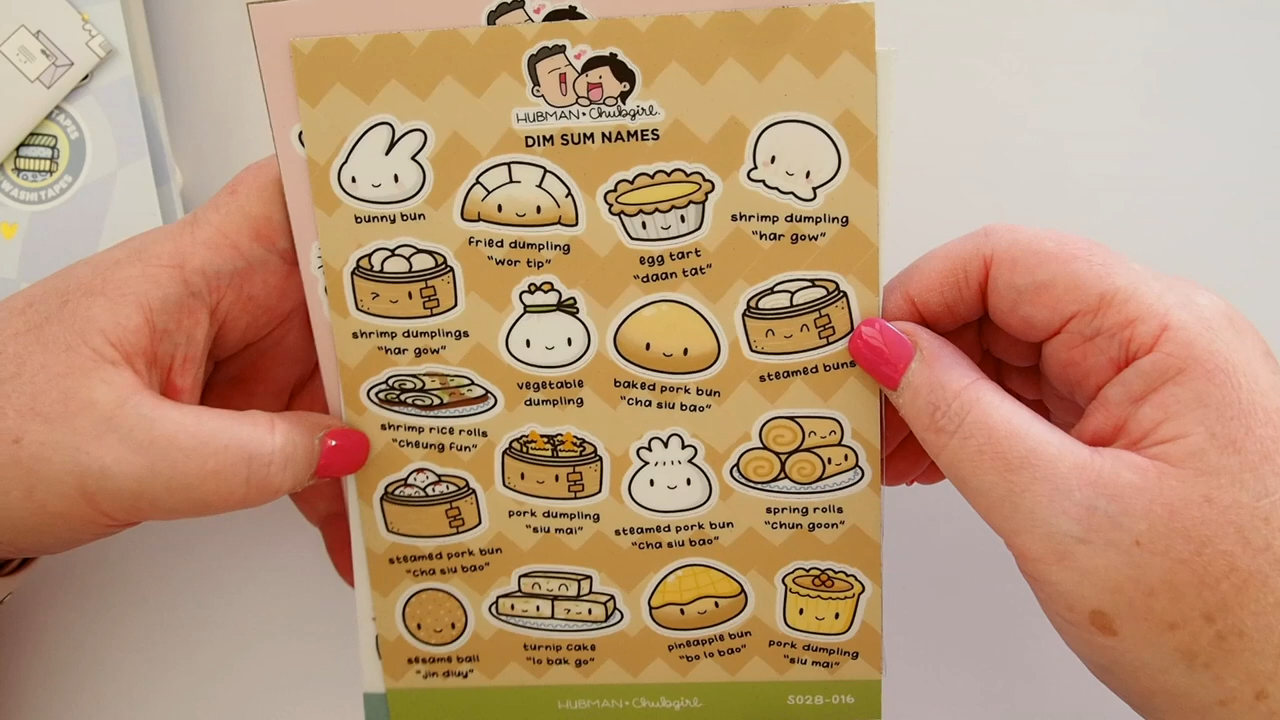 HUBMAN + Chubgirl.
DIM SUM NAMES
bunny bun
fried dumpling
"wor tip"
egg tart
"daan tat"
shrimp dumpling
"har gow"
shrimp dumplings
"har gow"
vegetable
dumpling
baked pork bun
"cha siu bao"
steamed buns
shrimp rice rolls
"cheung fun"
pork dumpling
"siu mai"
steamed pork bun
"cha siu bao"
spring rolls
"chun goon"
steamed pork bun
"cha siu bao"
sesame ball
"jin diuy"
turnip cake
"lo bak go"
pineapple bun
"bo lo bao"
pork dumpling
"siu mai"
HUBMAN + Chubgirl.
S02B-016
WASHI TAPES